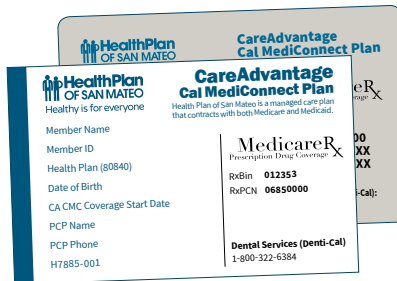 HealthPlan
OF SAN MATEO
CareAdvantage
Cal MediConnect Plan
HealthPlan
OF SAN MATEO
Healthy is for everyone
CareAdvantage
Cal MediConnect Plan
Health Plan of San Mateo is a managed care plan
that contracts with both Medicare and Medicaid.
Member Name
Member ID
Health Plan (80840)
Date of Birth
CA CMC Coverage Start Date
PCP Name
PCP Phone
H7885-001
MedicareRx
Prescription Drug Coverage
RxBin 012353
RxPCN 06850000
Dental Services (Denti-Cal)
1-800-322-6384